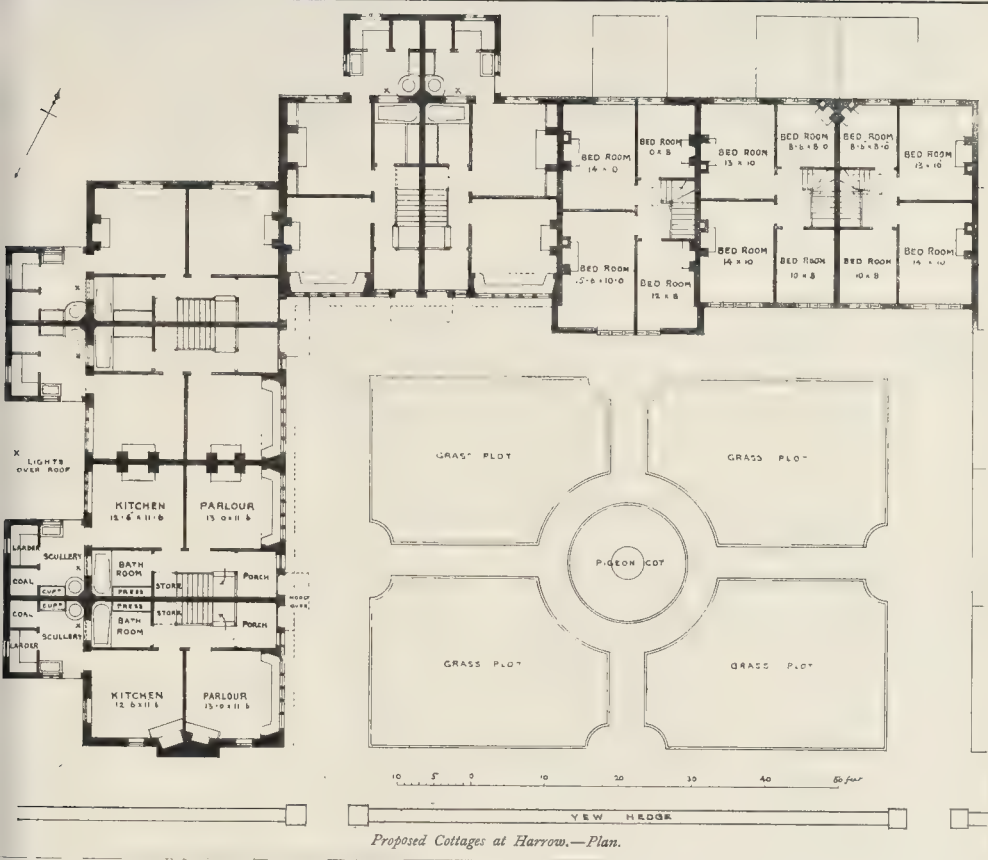 BED ROOM
14 × 0
BED ROOM
0 × 8
BED ROOM
13 × 10
BED ROOM
8·6 × 8·0
BED ROOM
8·6 × 8·0
BED ROOM
13 × 10
BED ROOM
.5·6 × 10·0
BED ROOM
12 × 8
BED ROOM
14 × 10
BED ROOM
10 × 8
BED ROOM
10 × 8
BED ROOM
14 × 10
X
X
X
X
X LIGHTS
OVER ROOF
KITCHEN
12·6 × 11·6
PARLOUR
13·0 × 11·6
LARDER
SCULLERY
X
COAL
CUPT
BATH
ROOM
PRESS
STORE
PORCH
HOOD
OVER
COAL
CUPT
SCULLERY
X
LARDER
PRESS
BATH
ROOM
STORE
PORCH
KITCHEN
12·6 × 11·6
PARLOUR
13·0 × 11·6
GRASS PLOT
GRASS PLOT
PIGEON COT
GRASS PLOT
GRASS PLOT
10 5 0 10 20 30 40 50 feet
YEW HEDGE
Proposed Cottages at Harrow.—Plan.